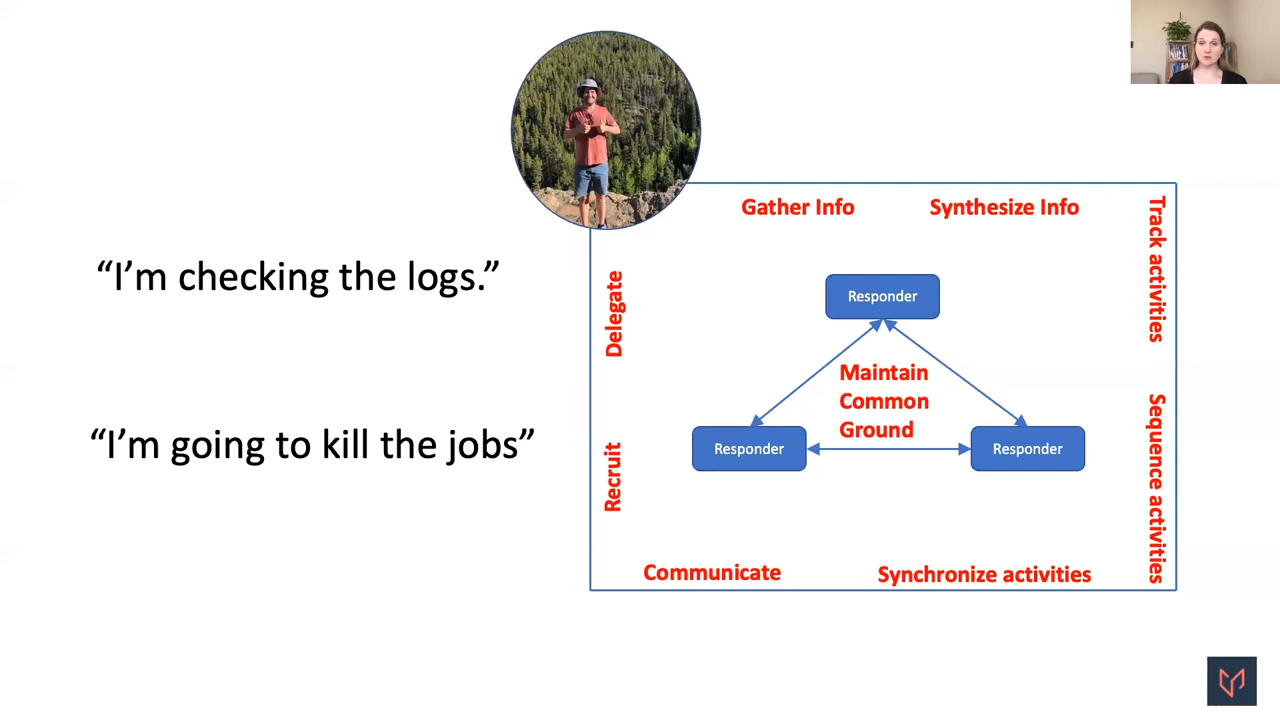 Gather Info
Synthesize Info
Track activities
“I’m checking the logs.”
Delegate
Responder
Maintain
Common
Ground
“I’m going to kill the jobs”
Recruit
Responder
Responder
Sequence activities
Communicate
Synchronize activities